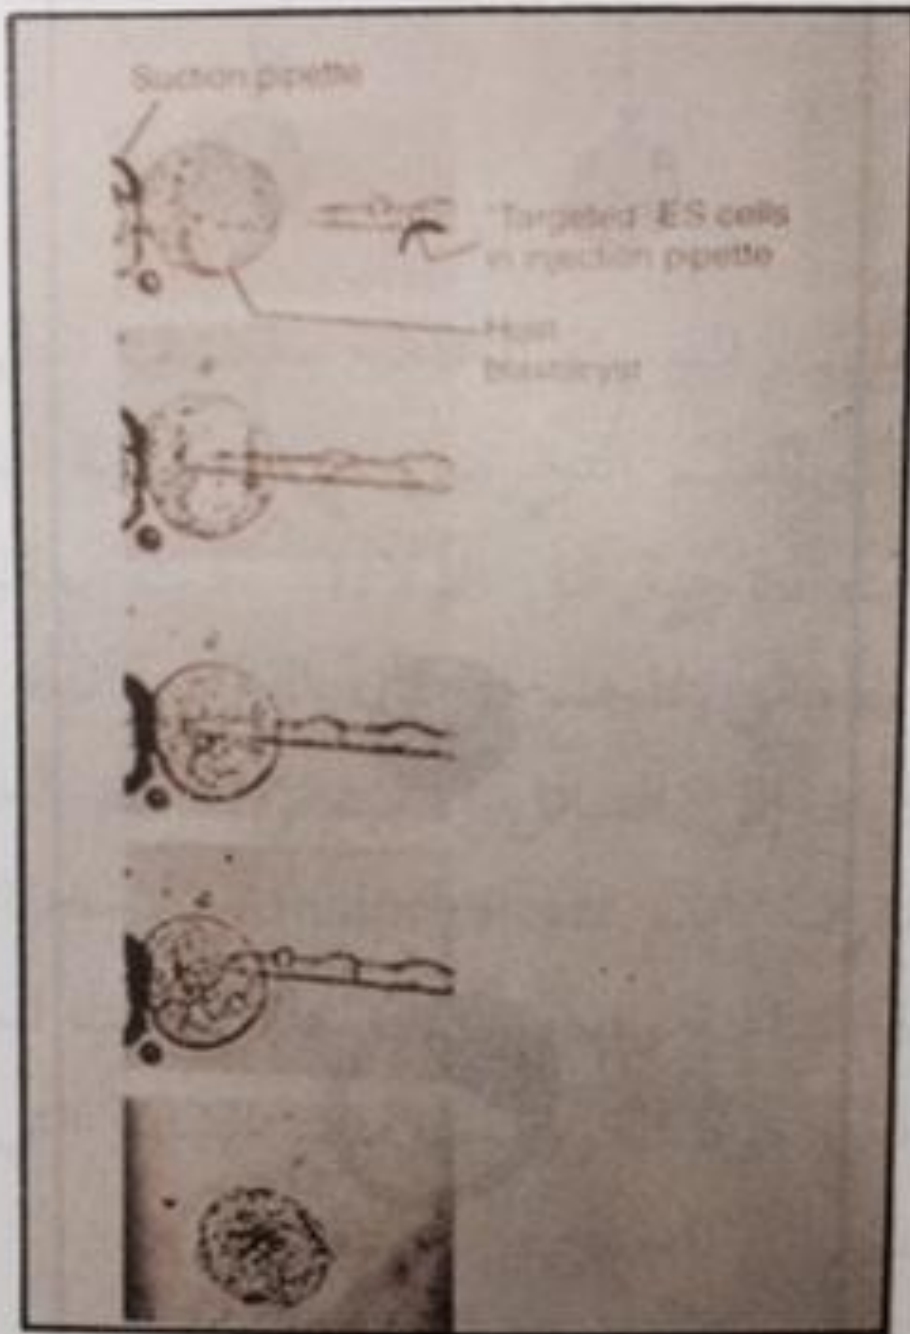 Suction pipette
"Targeted" ES cells
in injection pipette
Host
blastocyst